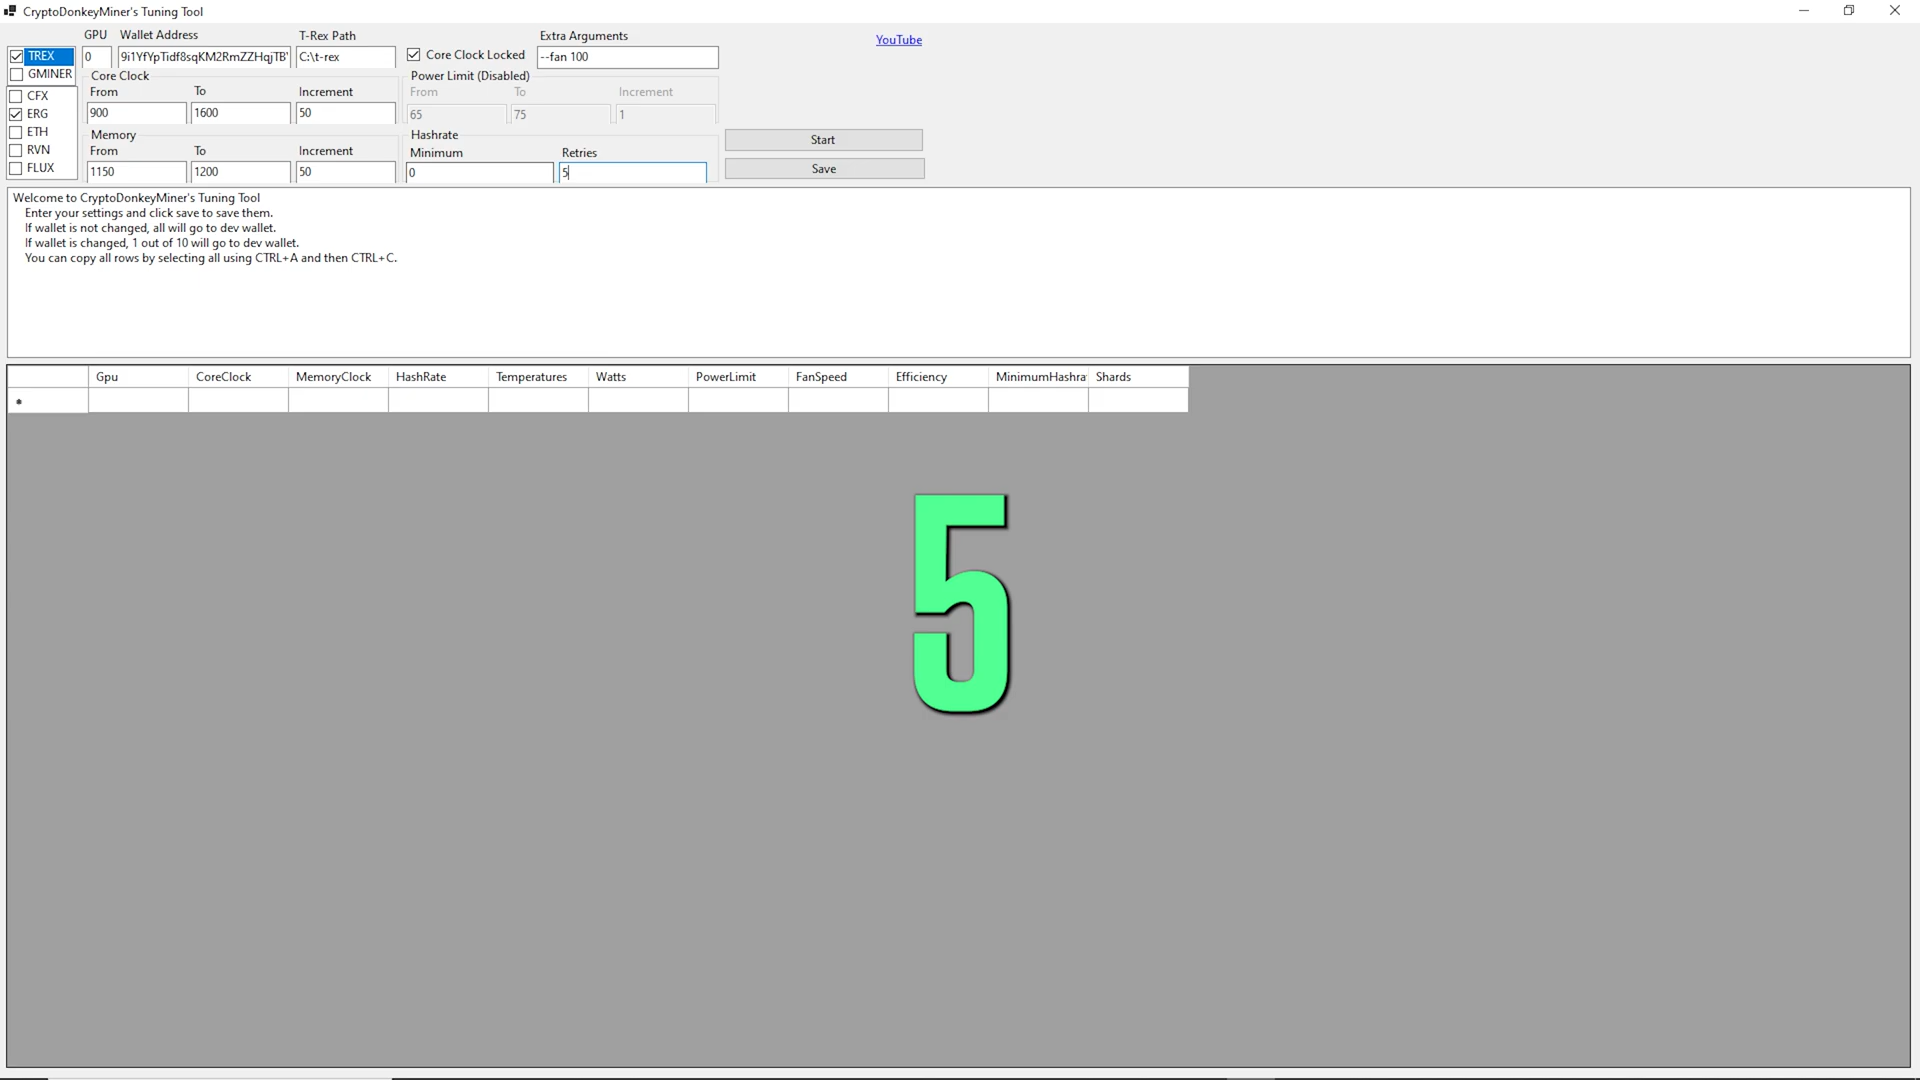 CryptoDonkeyMiner's Tuning Tool
GPU Wallet Address T-Rex Path Extra Arguments YouTube
TREX 0 9i1YfYpTidf8sqKM2RmZZHqjTB C:\t-rex Core Clock Locked --fan 100
GMINER Core Clock Power Limit (Disabled)
From To Increment From To Increment
CFX
ERG 900 1600 50 65 75 1
ETH Memory Hashrate Start
RVN From To Increment Minimum Retries
FLUX 1150 1200 50 0 5 Save
Welcome to CryptoDonkeyMiner's Tuning Tool
Enter your settings and click save to save them.
If wallet is not changed, all will go to dev wallet.
If wallet is changed, 1 out of 10 will go to dev wallet.
You can copy all rows by selecting all using CTRL+A and then CTRL+C.
Gpu CoreClock MemoryClock HashRate Temperatures Watts PowerLimit FanSpeed Efficiency MinimumHashra Shards
5